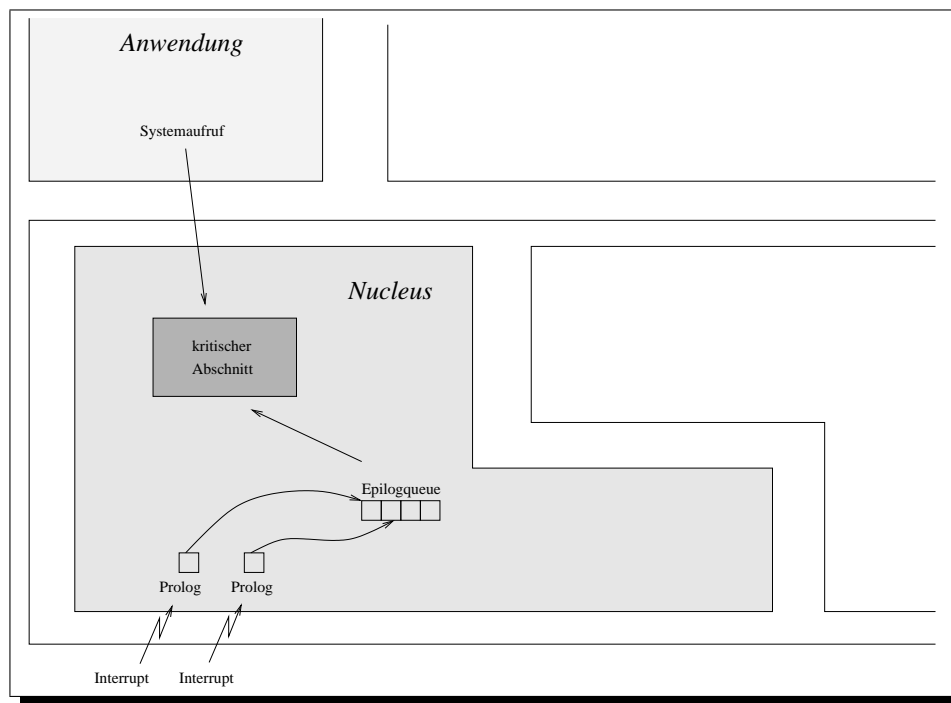 Anwendung
Systemaufruf
Nucleus
kritischer
Abschnitt
Epilogqueue
Prolog
Prolog
Interrupt
Interrupt